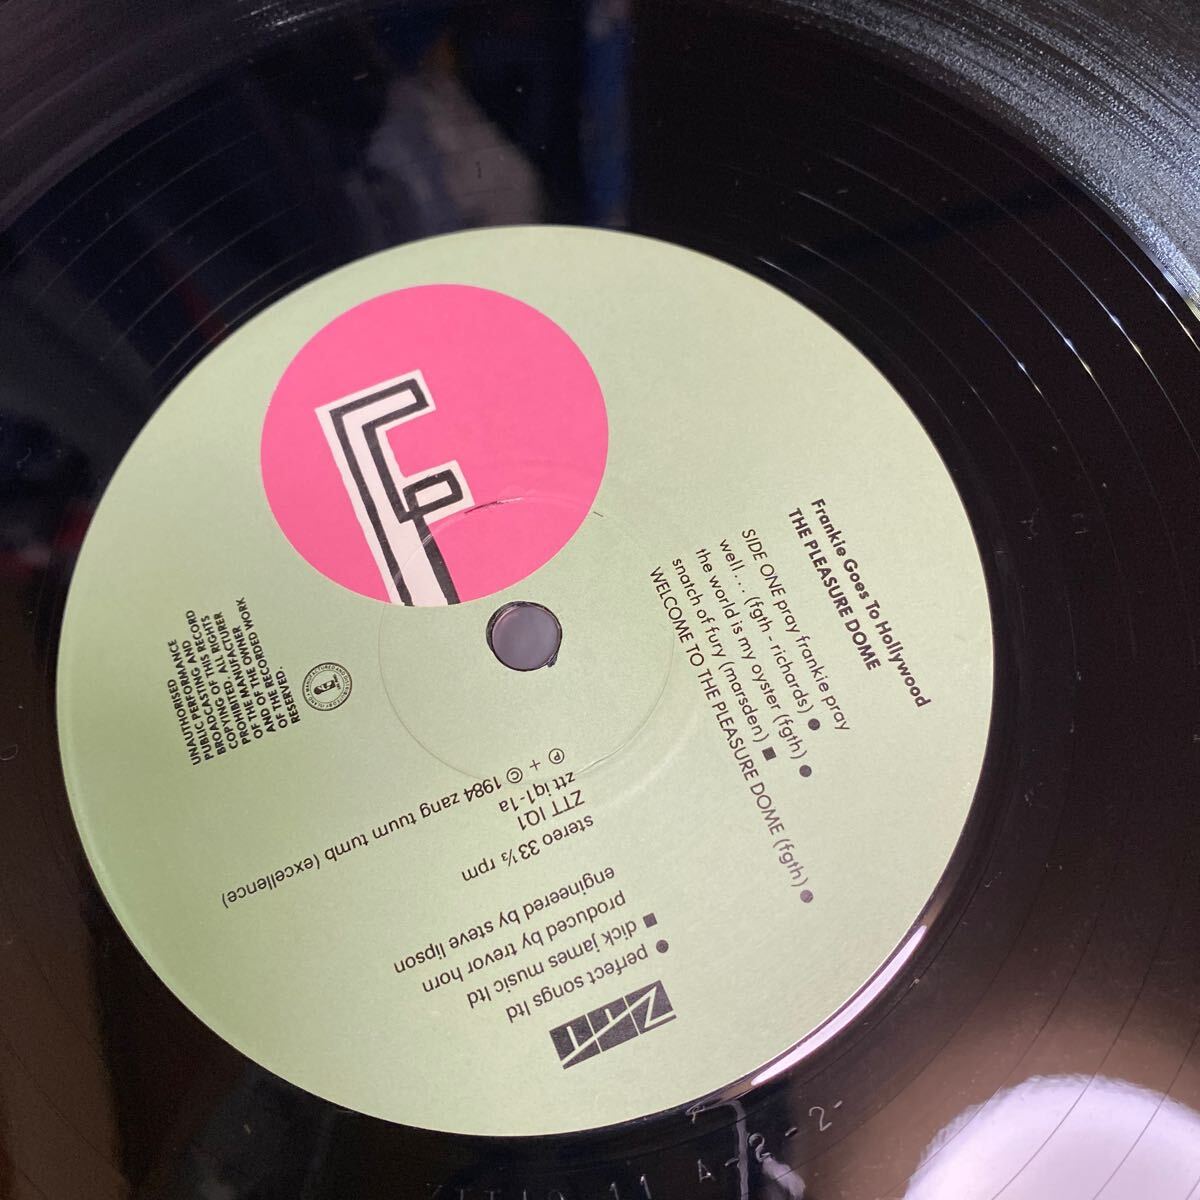 Frankie Goes To Hollywood
THE PLEASURE DOME
SIDE ONE pray frankie pray
well... (fgth - richards) ●
the world is my oyster (fgth) ●
snatch of fury (marsden) ■
WELCOME TO THE PLEASURE DOME (fgth) ●
● perfect songs ltd
■ dick james music ltd
produced by trevor horn
engineered by steve lipson
stereo 33⅓ rpm
ZTT IQ1
ztt iq1-1a
℗ + © 1984 zang tuum tumb (excellence)
UNAUTHORISED
PUBLIC PERFORMANCE
BROADCASTING AND
COPYING OF THIS RECORD
PROHIBITED. ALL RIGHTS
OF THE MANUFACTURER
AND OF THE OWNER
OF THE RECORDED WORK
RESERVED.
F
ZTT